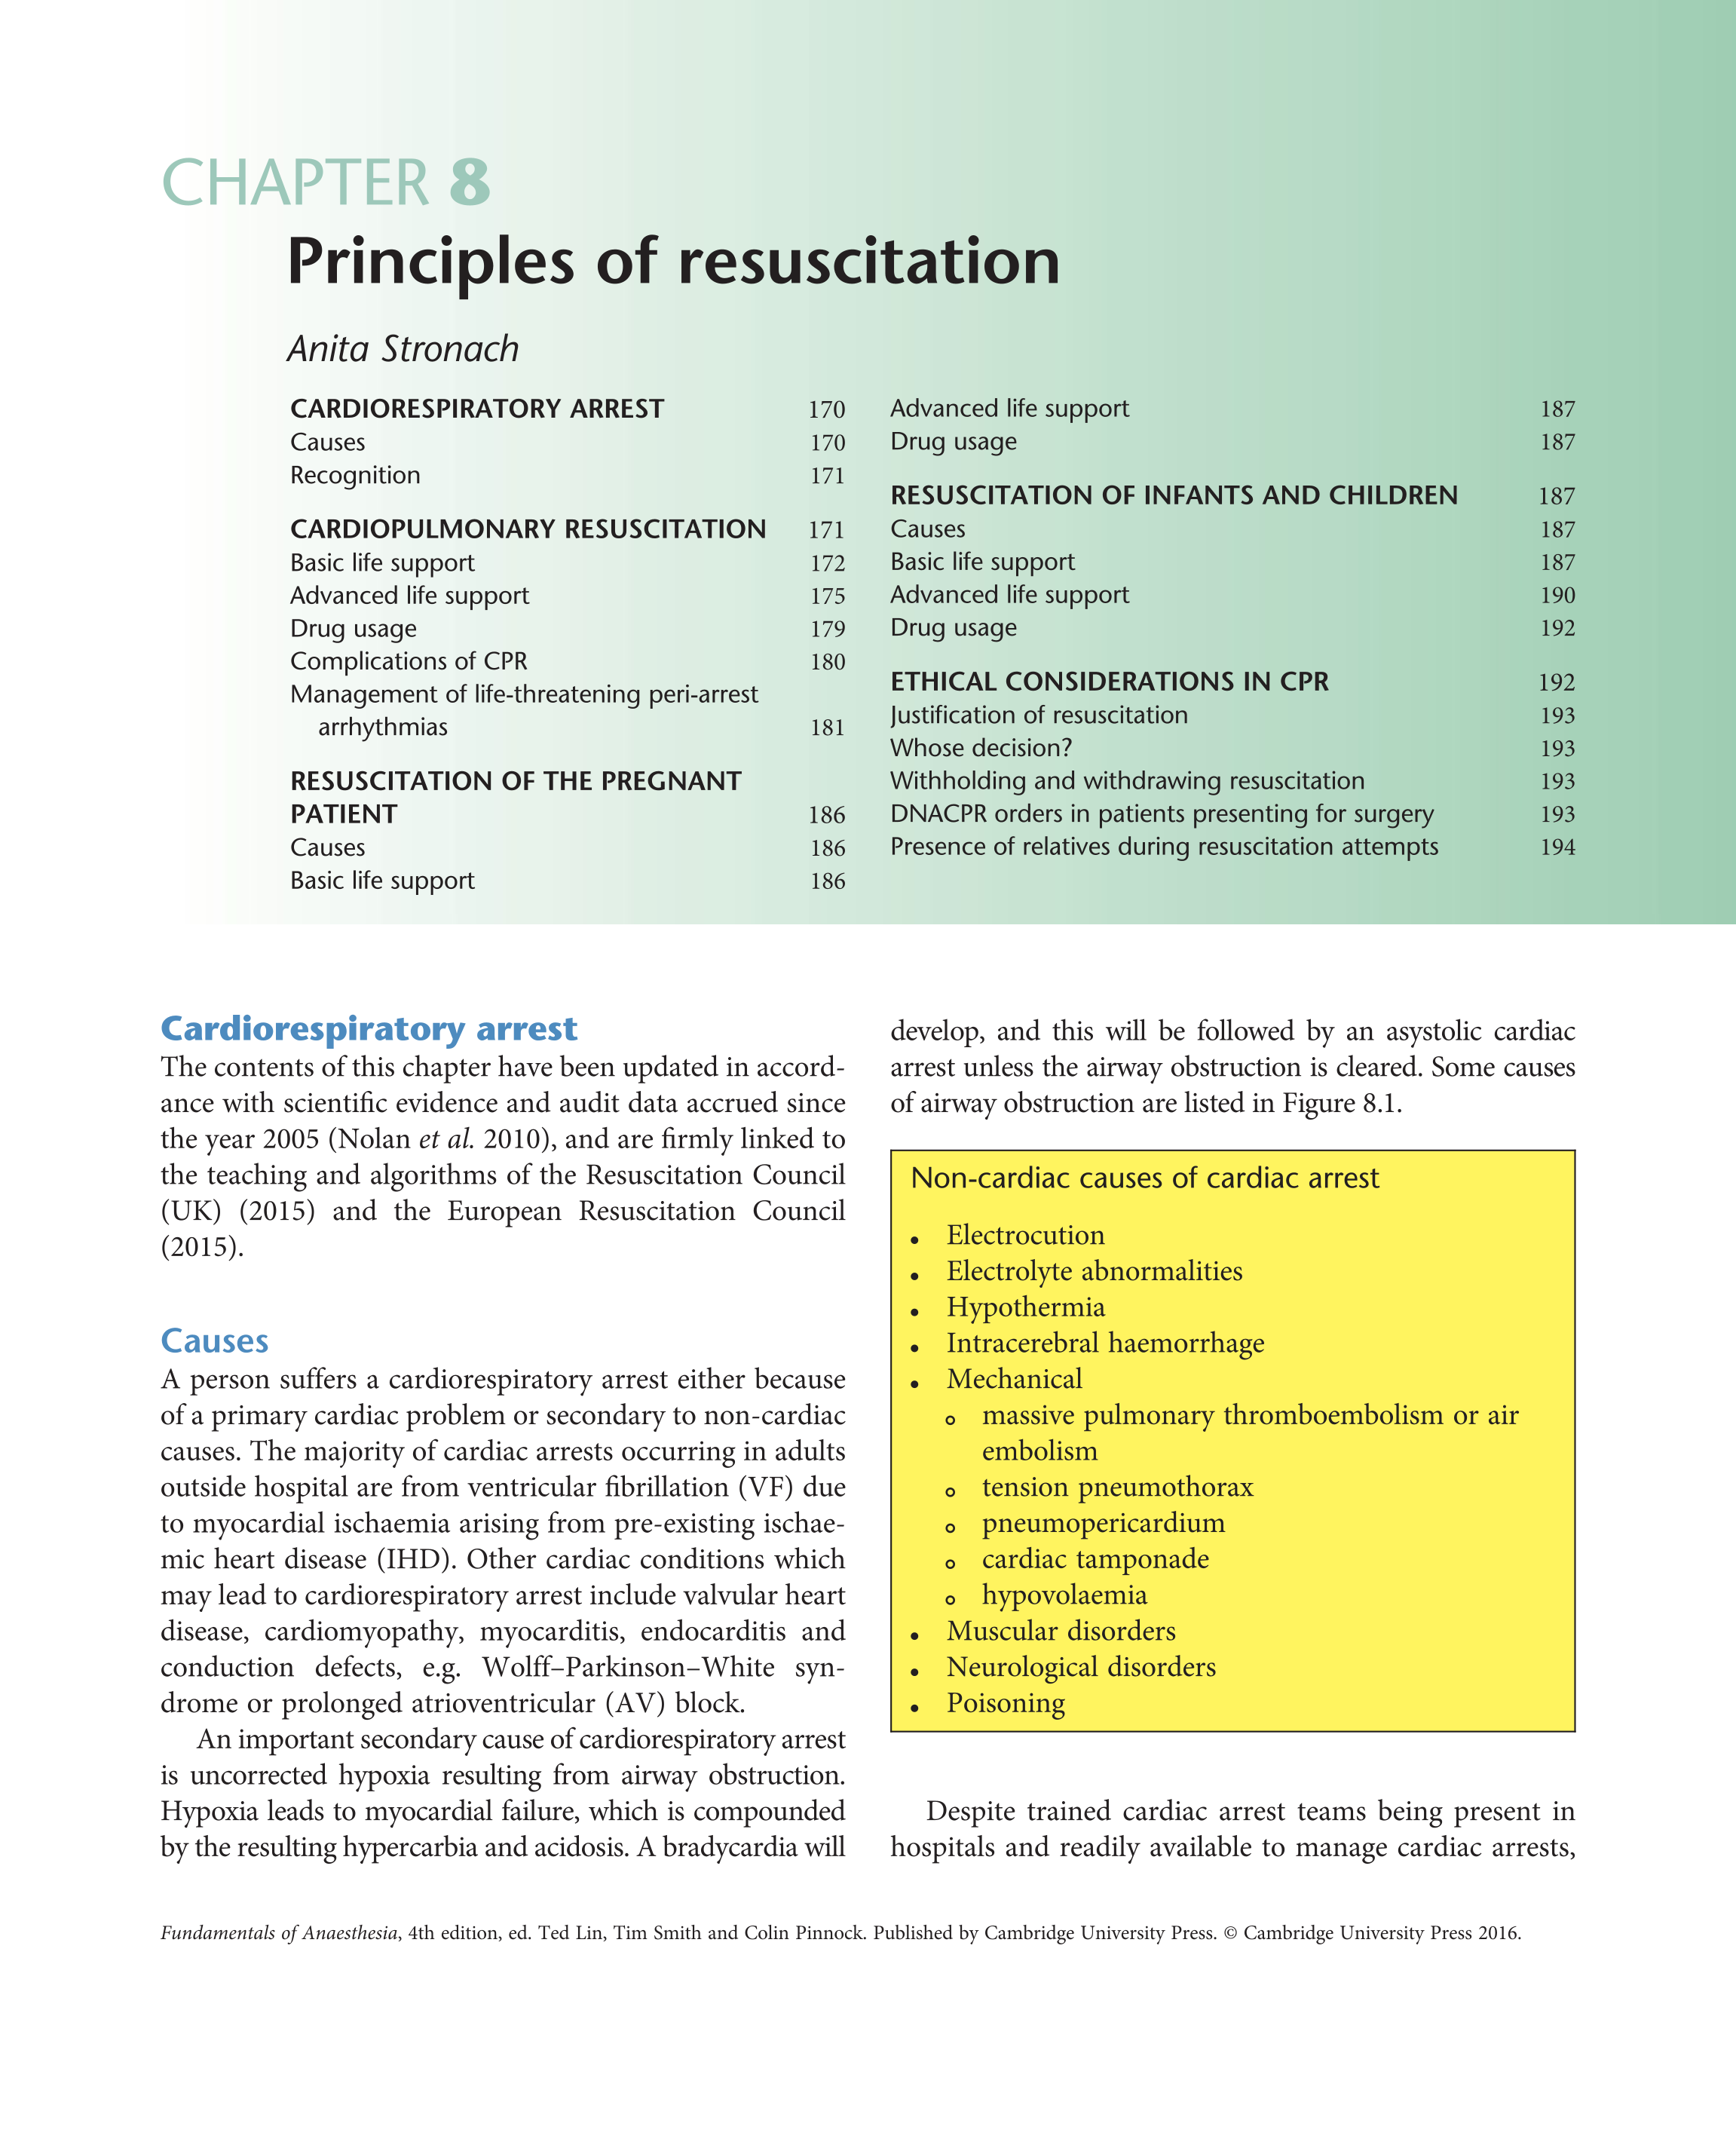 CHAPTER 8
Principles of resuscitation
Anita Stronach
CARDIORESPIRATORY ARREST 170
Causes 170
Recognition 171
CARDIOPULMONARY RESUSCITATION 171
Basic life support 172
Advanced life support 175
Drug usage 179
Complications of CPR 180
Management of life-threatening peri-arrest
arrhythmias 181
RESUSCITATION OF THE PREGNANT
PATIENT 186
Causes 186
Basic life support 186
Advanced life support 187
Drug usage 187
RESUSCITATION OF INFANTS AND CHILDREN 187
Causes 187
Basic life support 187
Advanced life support 190
Drug usage 192
ETHICAL CONSIDERATIONS IN CPR 192
Justification of resuscitation 193
Whose decision? 193
Withholding and withdrawing resuscitation 193
DNACPR orders in patients presenting for surgery 193
Presence of relatives during resuscitation attempts 194
Cardiorespiratory arrest
The contents of this chapter have been updated in accord-
ance with scientific evidence and audit data accrued since
the year 2005 (Nolan et al. 2010), and are firmly linked to
the teaching and algorithms of the Resuscitation Council
(UK) (2015) and the European Resuscitation Council
(2015).
Causes
A person suffers a cardiorespiratory arrest either because
of a primary cardiac problem or secondary to non-cardiac
causes. The majority of cardiac arrests occurring in adults
outside hospital are from ventricular fibrillation (VF) due
to myocardial ischaemia arising from pre-existing ischae-
mic heart disease (IHD). Other cardiac conditions which
may lead to cardiorespiratory arrest include valvular heart
disease, cardiomyopathy, myocarditis, endocarditis and
conduction defects, e.g. Wolff–Parkinson–White syn-
drome or prolonged atrioventricular (AV) block.
An important secondary cause of cardiorespiratory arrest
is uncorrected hypoxia resulting from airway obstruction.
Hypoxia leads to myocardial failure, which is compounded
by the resulting hypercarbia and acidosis. A bradycardia will
develop, and this will be followed by an asystolic cardiac
arrest unless the airway obstruction is cleared. Some causes
of airway obstruction are listed in Figure 8.1.
Non-cardiac causes of cardiac arrest
• Electrocution
• Electrolyte abnormalities
• Hypothermia
• Intracerebral haemorrhage
• Mechanical
○ massive pulmonary thromboembolism or air
embolism
○ tension pneumothorax
○ pneumopericardium
○ cardiac tamponade
○ hypovolaemia
• Muscular disorders
• Neurological disorders
• Poisoning
Despite trained cardiac arrest teams being present in
hospitals and readily available to manage cardiac arrests,
Fundamentals of Anaesthesia, 4th edition, ed. Ted Lin, Tim Smith and Colin Pinnock. Published by Cambridge University Press. © Cambridge University Press 2016.